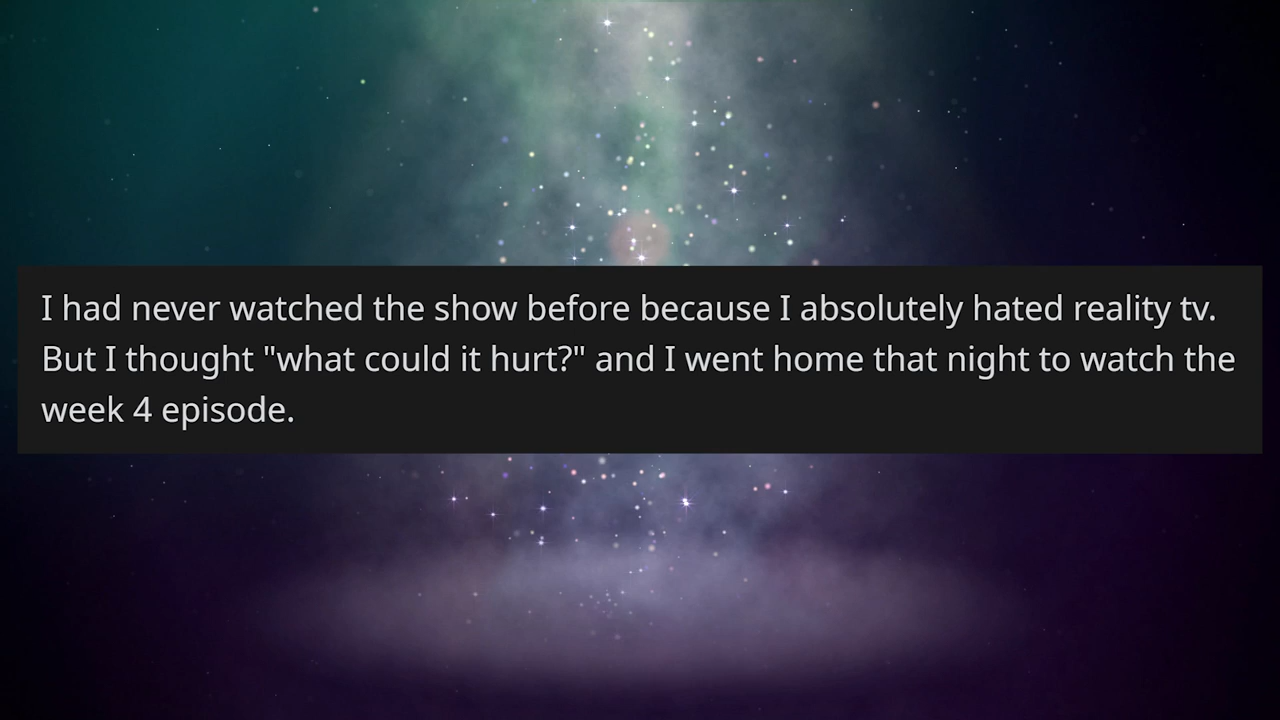 I had never watched the show before because I absolutely hated reality tv.
But I thought "what could it hurt?" and I went home that night to watch the
week 4 episode.